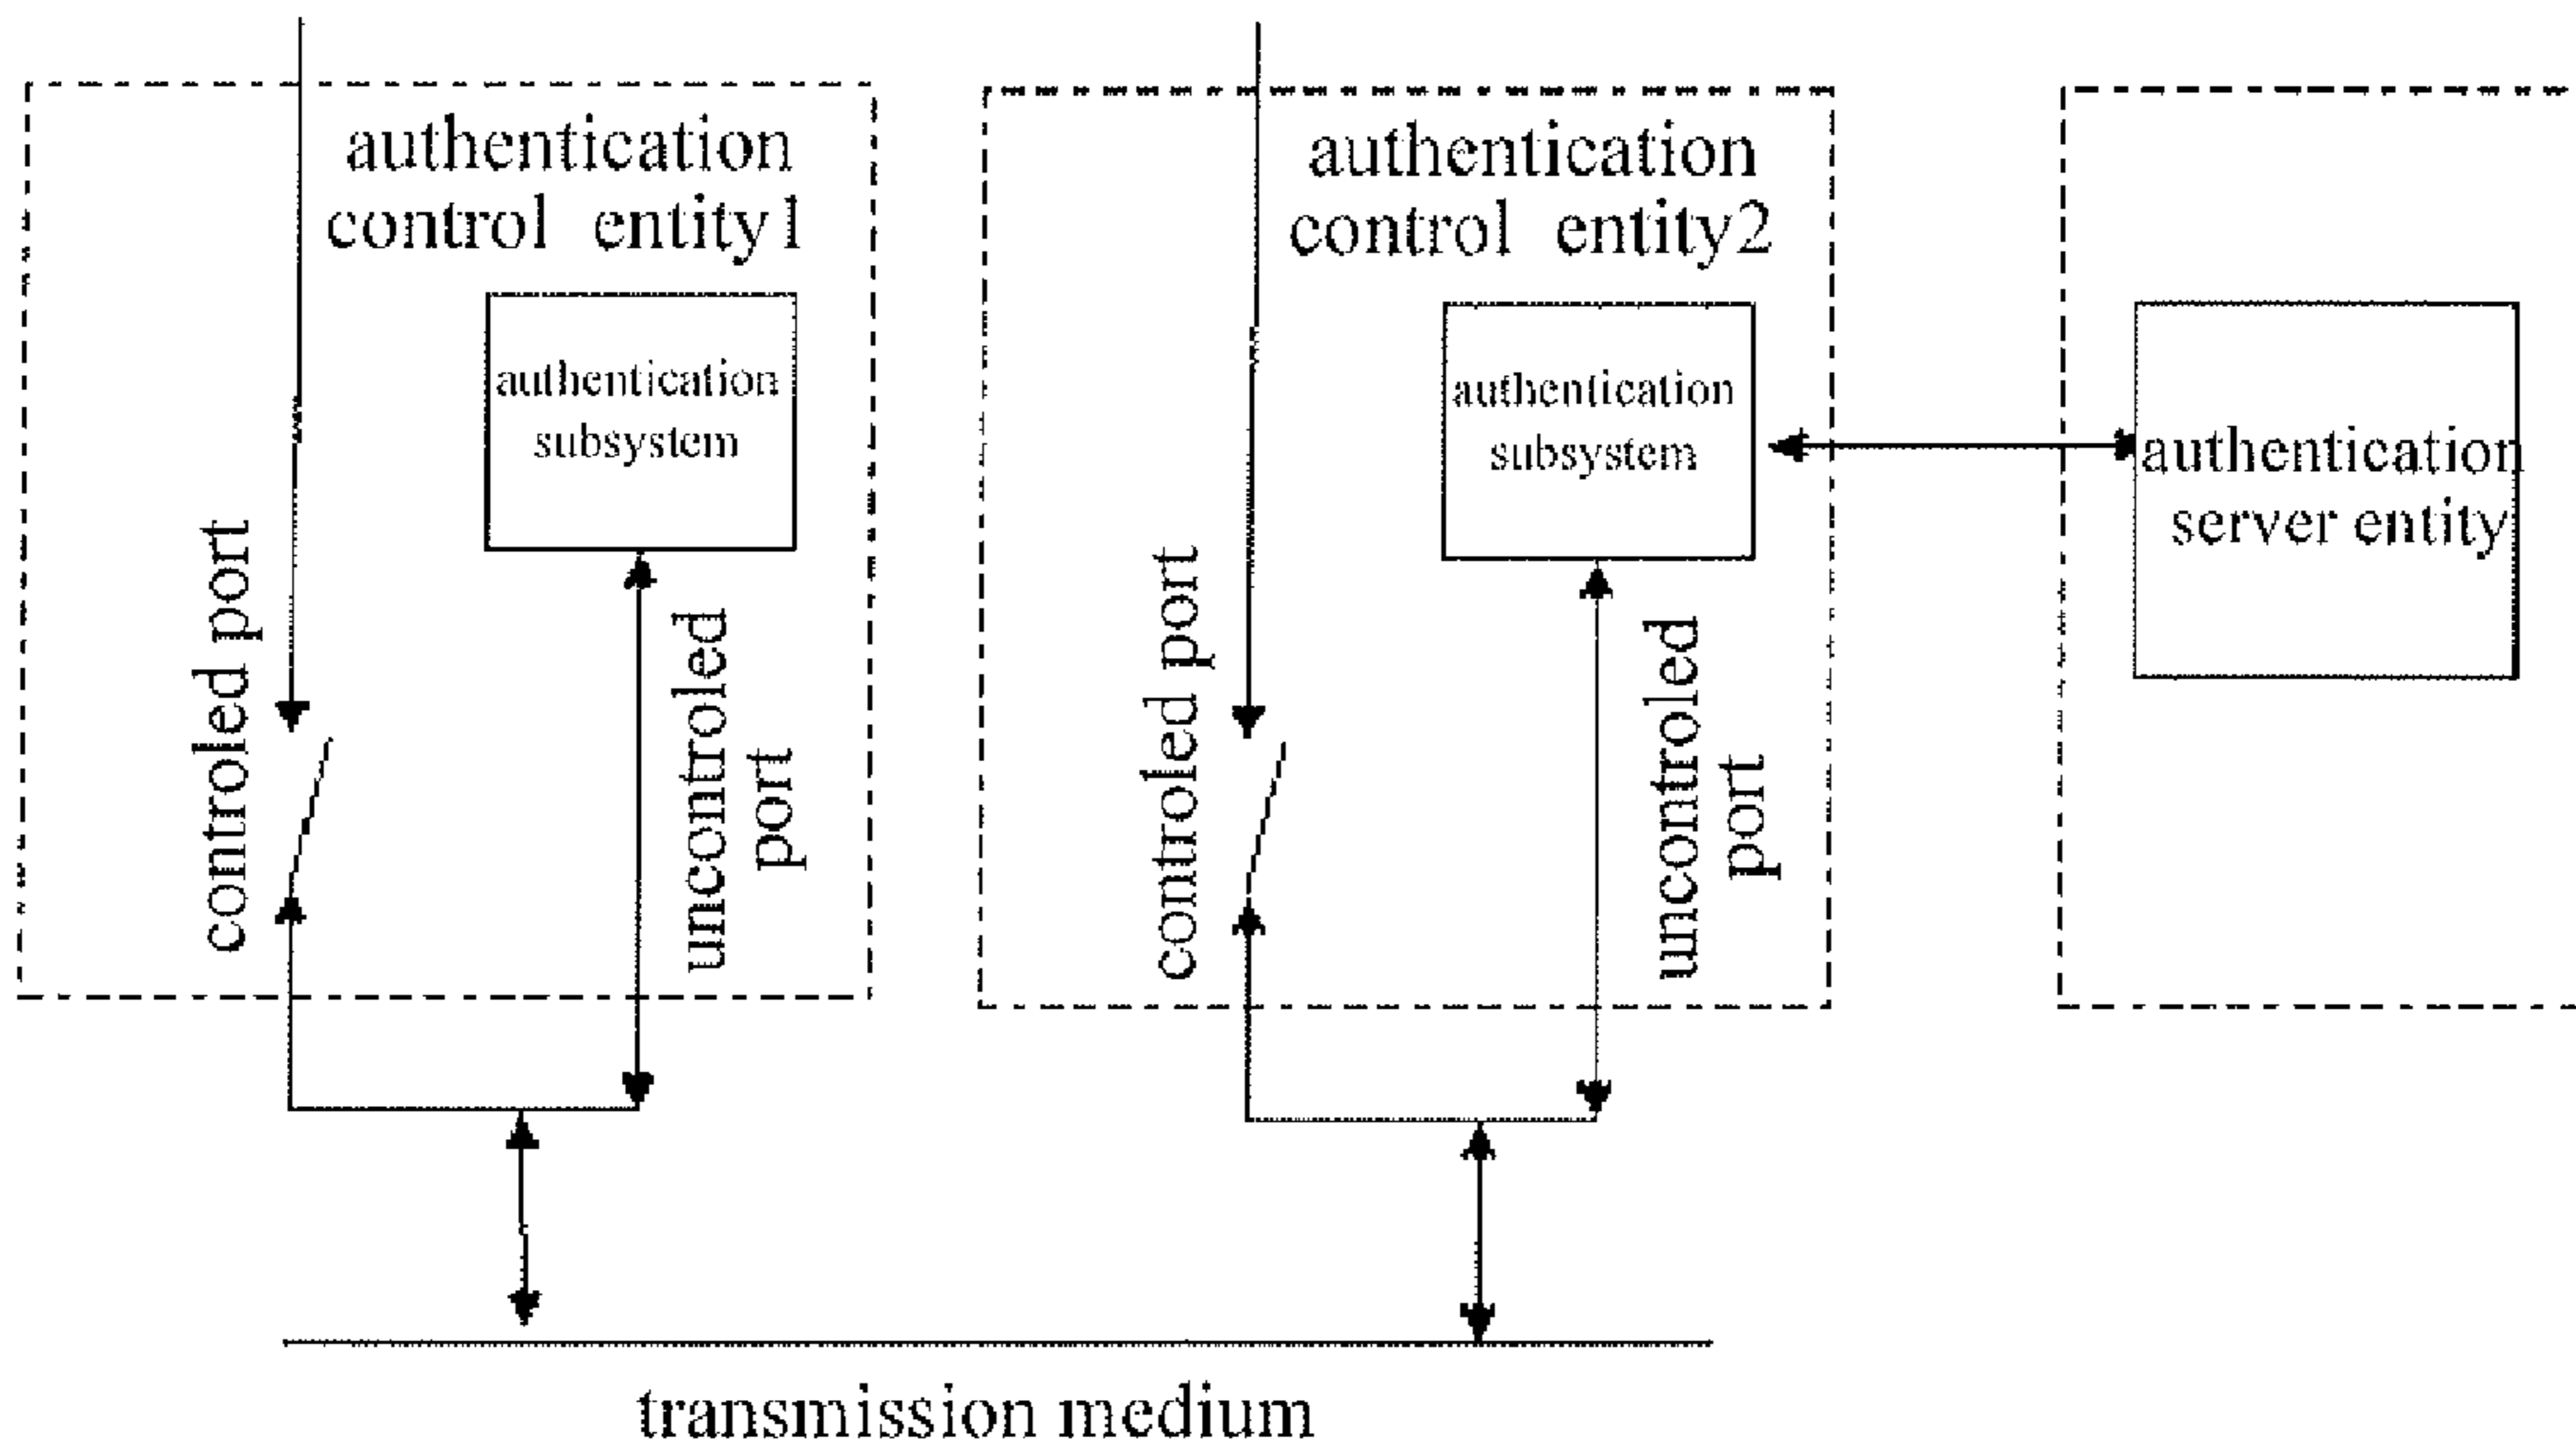 authentication
control entity1
authentication
subsystem
controled port
uncontroled
port
authentication
control entity2
authentication
subsystem
controled port
uncontroled
port
authentication
server entity
transmission medium